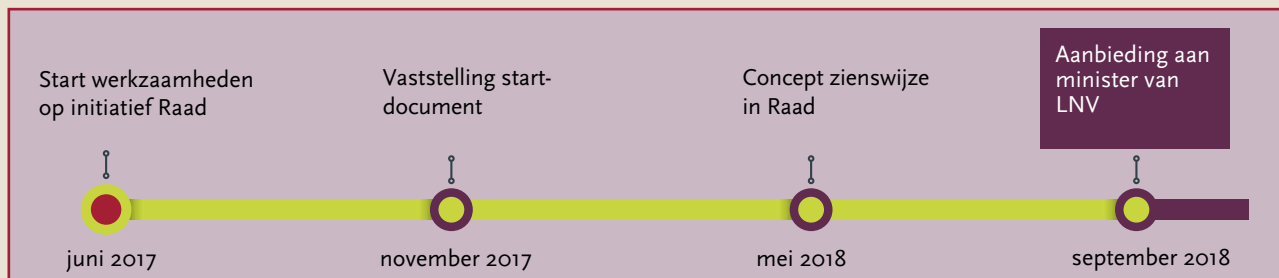 Start werkzaamheden
op initiatief Raad
Vaststelling start-
document
Concept zienswijze
in Raad
Aanbieding aan
minister van
LNV
juni 2017
november 2017
mei 2018
september 2018